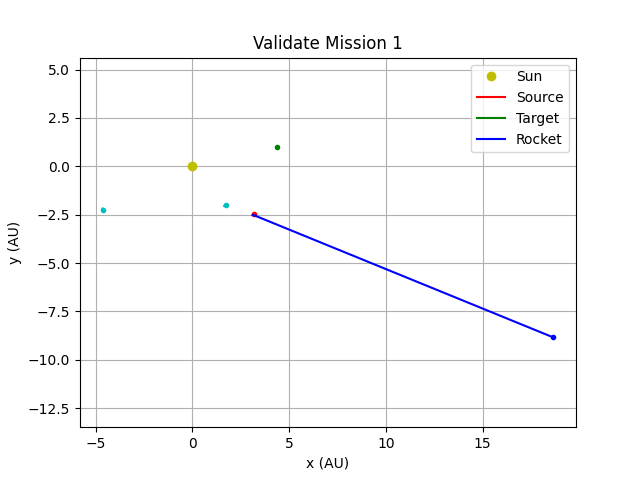 Validate Mission 1
Sun
Source
Target
Rocket
5.0
2.5
0.0
−2.5
−5.0
−7.5
−10.0
−12.5
y (AU)
−5
0
5
10
15
x (AU)